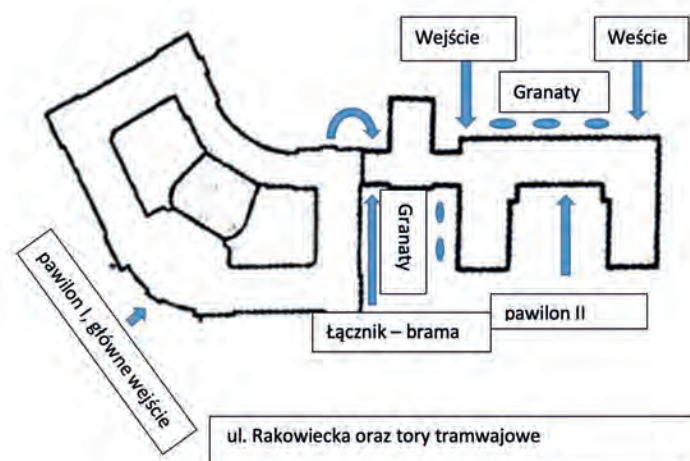 Wejście
Weście
Granaty
Granaty
pawilon I, główne wejście
Łącznik – brama
pawilon II
ul. Rakowiecka oraz tory tramwajowe